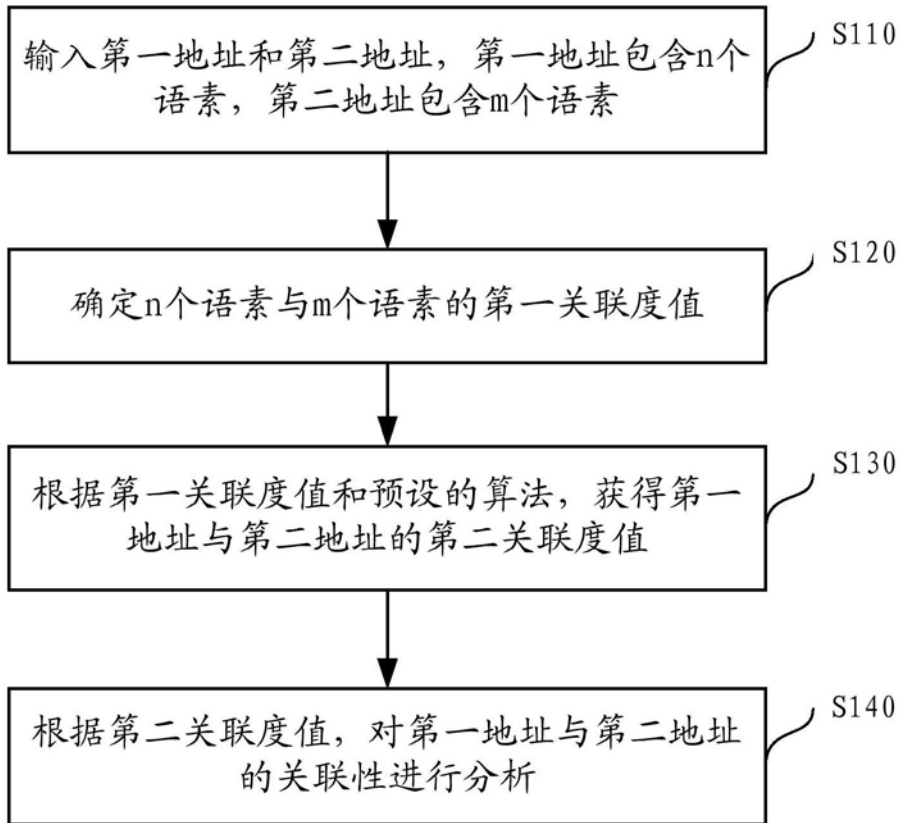 输入第一地址和第二地址，第一地址包含n个
语素，第二地址包含m个语素
S110
确定n个语素与m个语素的第一关联度值
S120
根据第一关联度值和预设的算法，获得第一
地址与第二地址的第二关联度值
S130
根据第二关联度值，对第一地址与第二地址
的关联性进行分析
S140